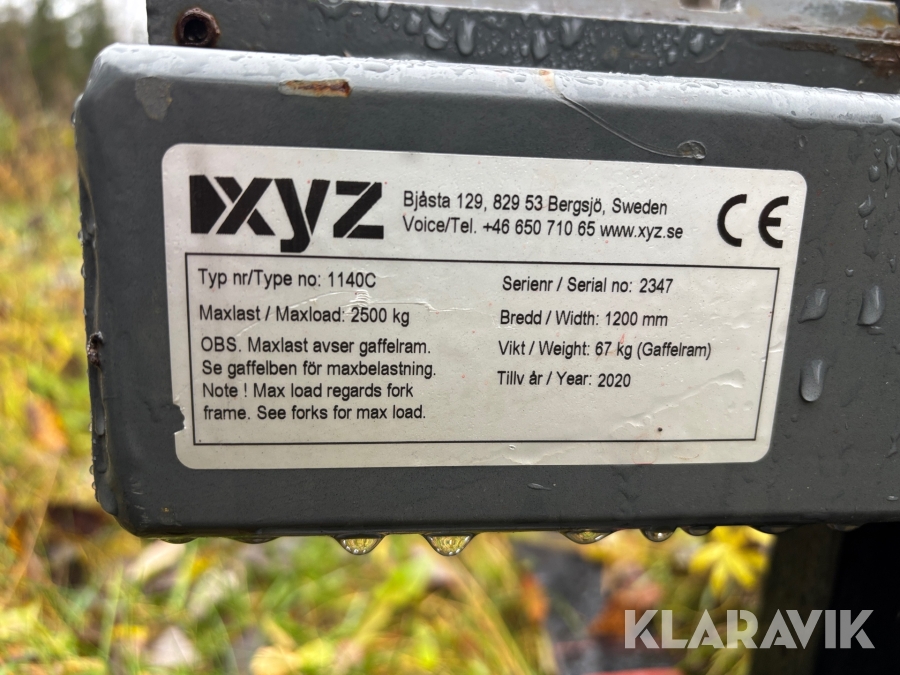 XYZ
Bjåsta 129, 829 53 Bergsjö, Sweden
Voice/Tel. +46 650 710 65 www.xyz.se
CE
Typ nr/Type no: 1140C
Maxlast / Maxload: 2500 kg
OBS. Maxlast avser gaffelram.
Se gaffelben för maxbelastning.
Note ! Max load regards fork
frame. See forks for max load.
Serienr / Serial no: 2347
Bredd / Width: 1200 mm
Vikt / Weight: 67 kg (Gaffelram)
Tillv år / Year: 2020
KLARAVIK